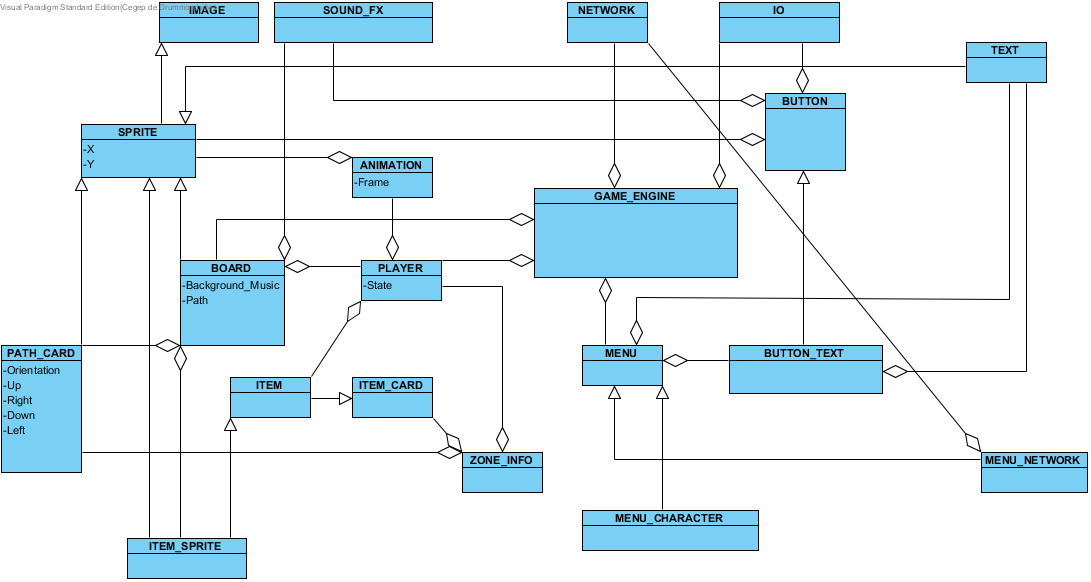 Visual Paradigm Standard Edition(Cegep de Drummond
IMAGE
SOUND_FX
NETWORK
IO
TEXT
BUTTON
SPRITE
-X
-Y
ANIMATION
-Frame
GAME_ENGINE
BOARD
-Background_Music
-Path
PLAYER
-State
PATH_CARD
-Orientation
-Up
-Right
-Down
-Left
MENU
BUTTON_TEXT
ITEM
ITEM_CARD
ZONE_INFO
MENU_NETWORK
MENU_CHARACTER
ITEM_SPRITE